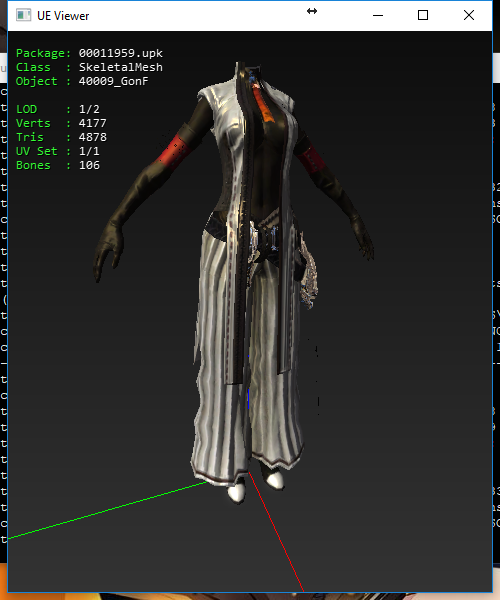 UE Viewer
Package: 00011959.upk
Class : SkeletalMesh
Object : 40009_GonF
LOD : 1/2
Verts : 4177
Tris : 4878
UV Set : 1/1
Bones : 106